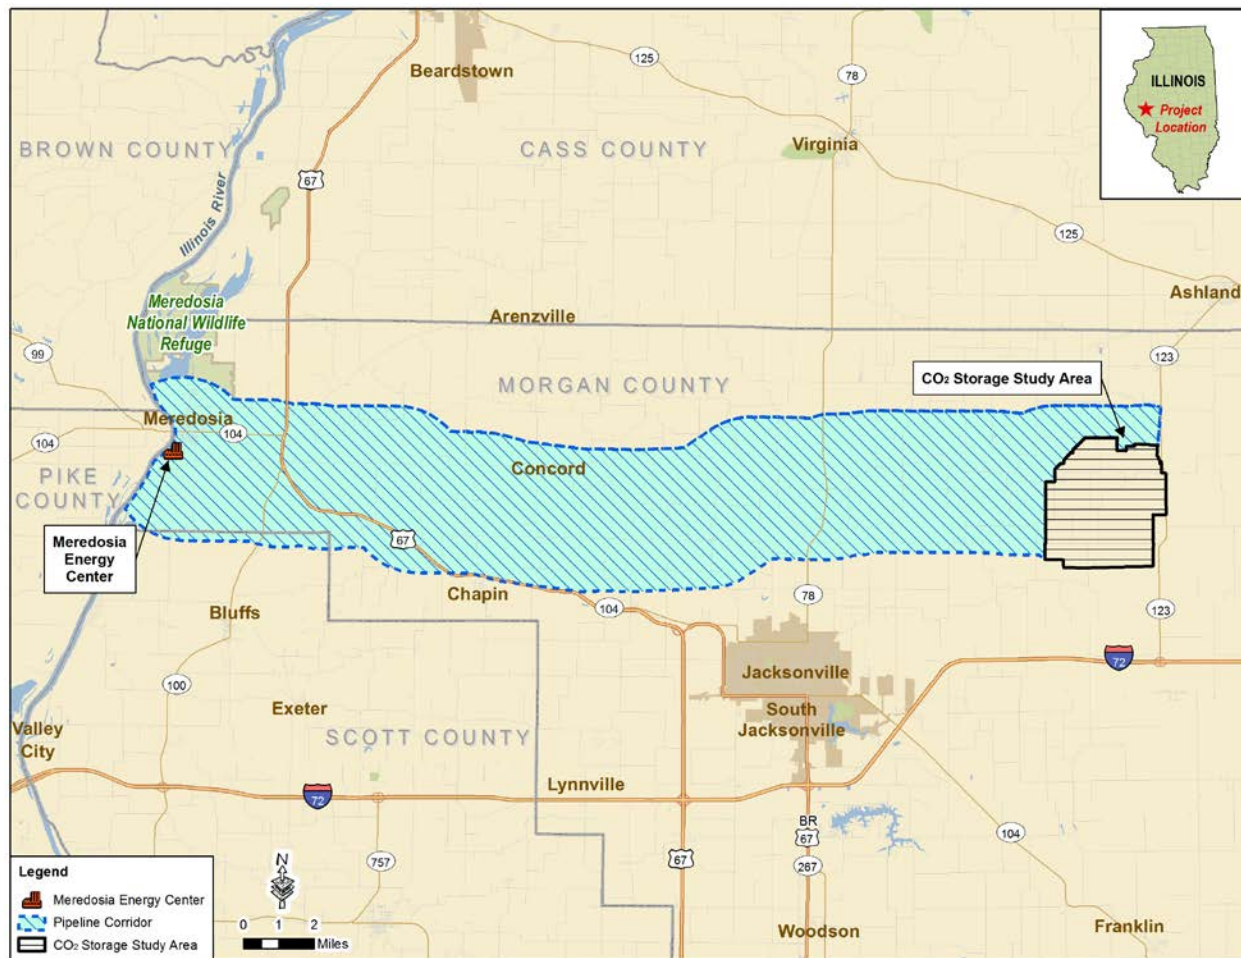 Beardstown
125
78
ILLINOIS
Project
Location
BROWN COUNTY
CASS COUNTY
Virginia
67
Illinois River
125
Ashland
Meredosia
National Wildlife
Refuge
Arenzville
99
123
CO2 Storage Study Area
MORGAN COUNTY
Meredosia
104
104
Concord
PIKE
COUNTY
67
Meredosia
Energy
Center
Chapin
104
78
123
Bluffs
72
Jacksonville
100
Exeter
South
Jacksonville
Valley
City
SCOTT COUNTY
Lynnville
72
BR
67
104
757
67
267
Legend
Meredosia Energy Center
Pipeline Corridor
CO2 Storage Study Area
N
0 1 2
Miles
Woodson
Franklin